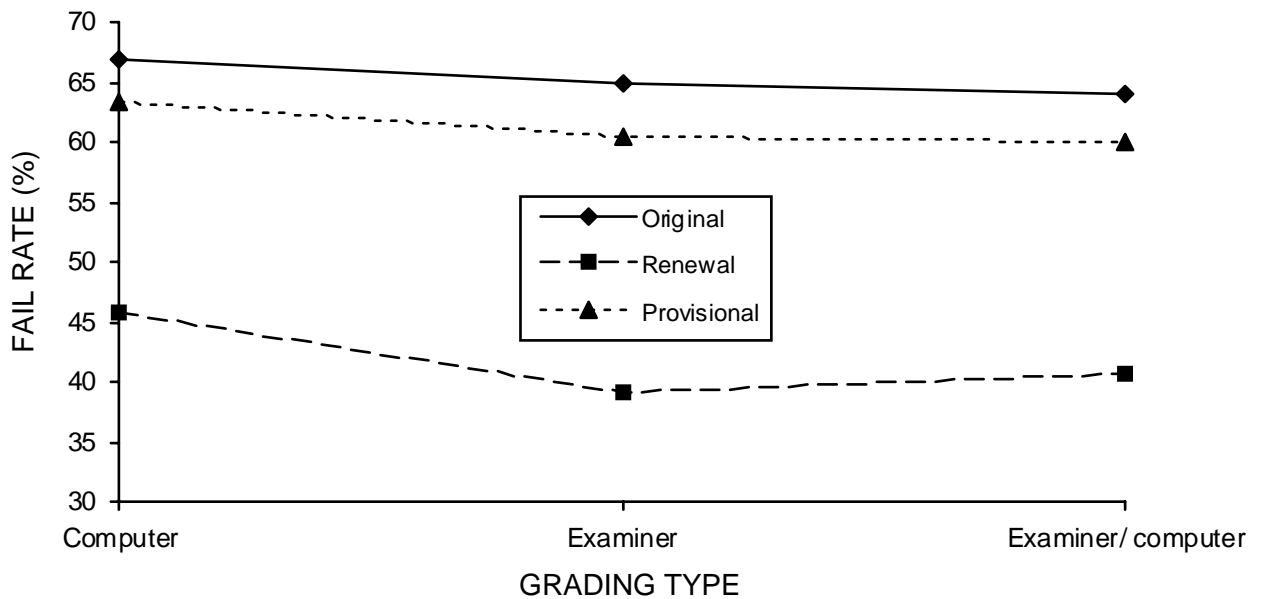 FAIL RATE (%)
70
65
60
55
50
45
40
35
30
Original
Renewal
Provisional
Computer
Examiner
Examiner/ computer
GRADING TYPE